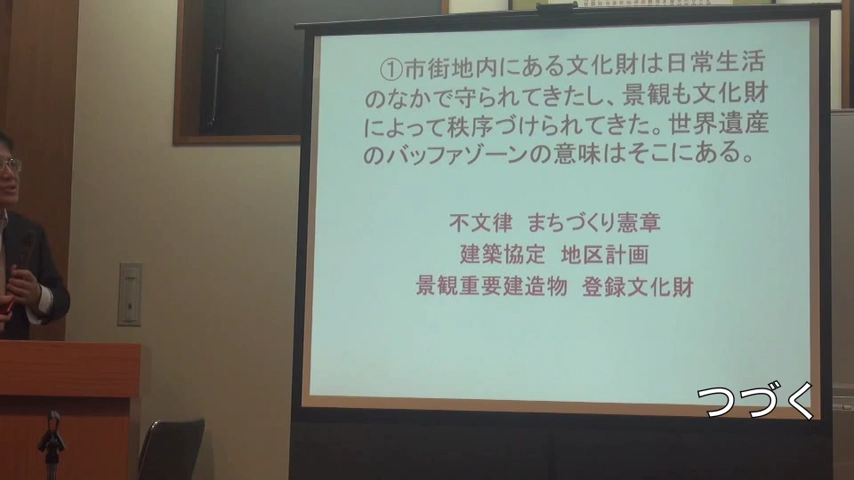 ①市街地内にある文化財は日常生活
のなかで守られてきたし、景観も文化財
によって秩序づけられてきた。世界遺産
のバッファゾーンの意味はそこにある。
不文律 まちづくり憲章
建築協定 地区計画
景観重要建造物 登録文化財
つづく